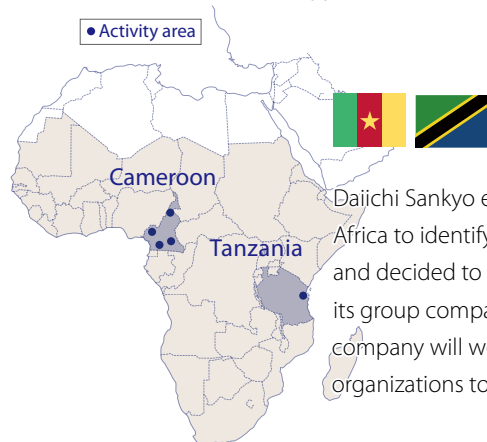 • Activity area
Cameroon
Tanzania
Daiichi Sankyo e
Africa to identify
and decided to
its group compa
company will w
organizations to